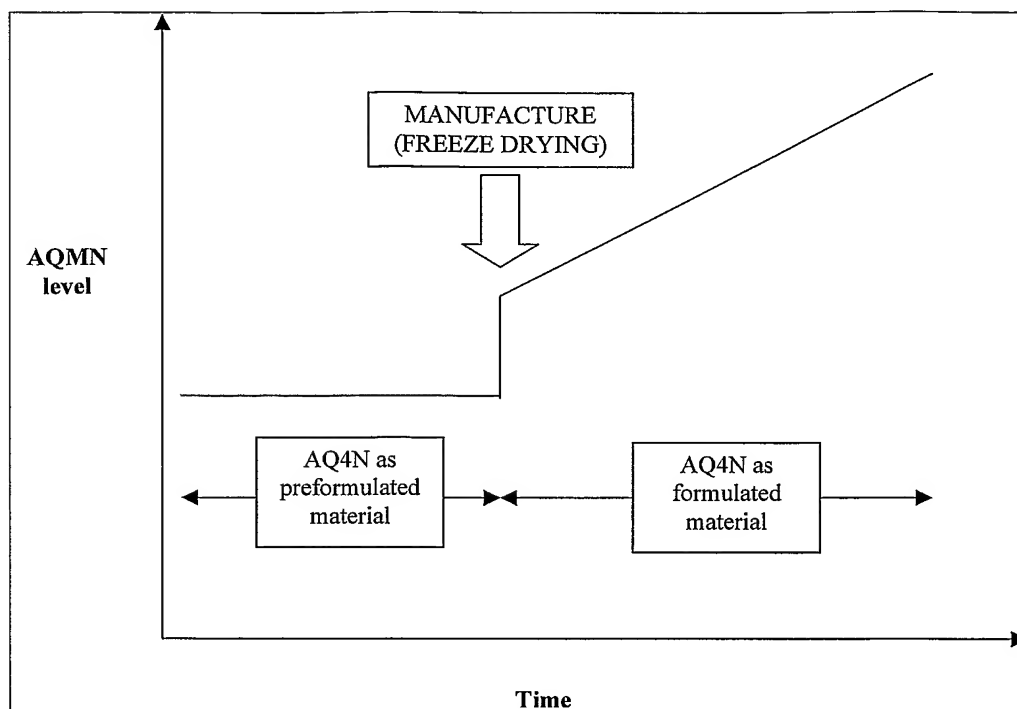 MANUFACTURE
(FREEZE DRYING)
AQMN
level
AQ4N as
preformulated
material
AQ4N as
formulated
material
Time